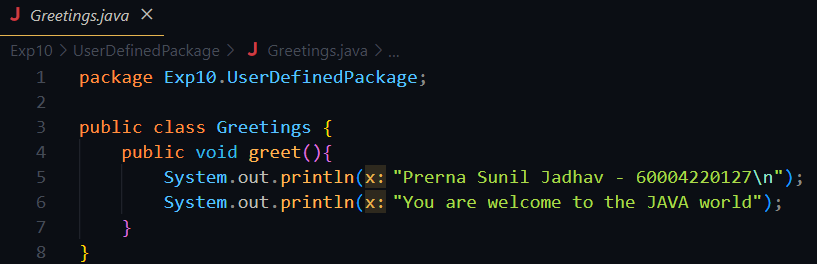 J Greetings.java ×
Exp10 > UserDefinedPackage > J Greetings.java > ...
1 package Exp10.UserDefinedPackage;
2
3 public class Greetings {
4     public void greet(){
5         System.out.println(x: "Prerna Sunil Jadhav - 60004220127\n");
6         System.out.println(x: "You are welcome to the JAVA world");
7     }
8 }